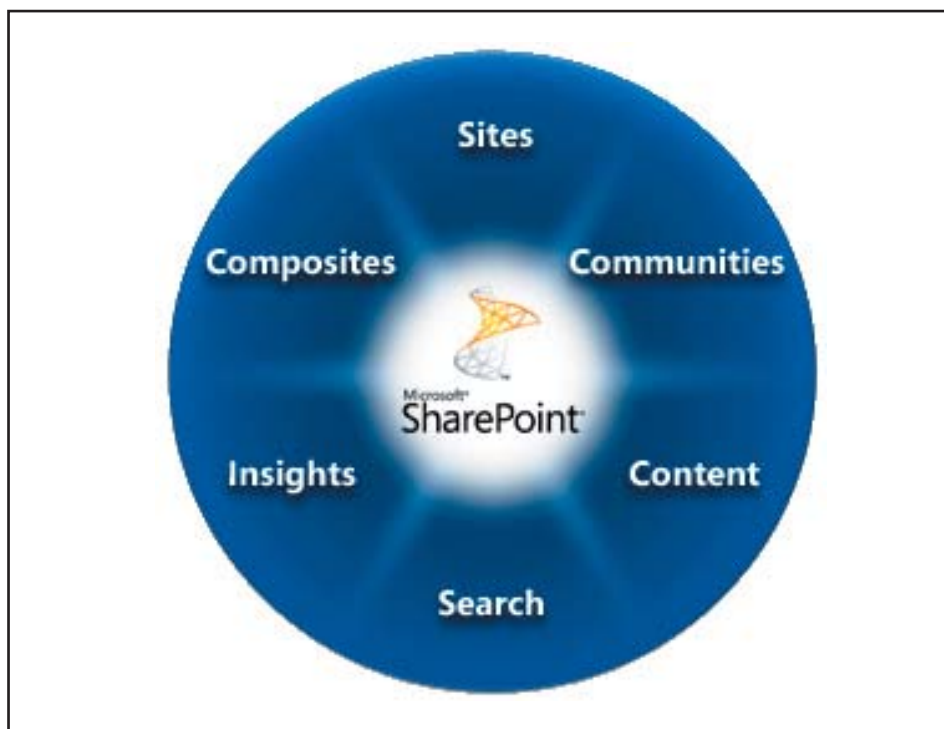 Sites
Composites
Communities
Microsoft®
SharePoint®
Insights
Content
Search